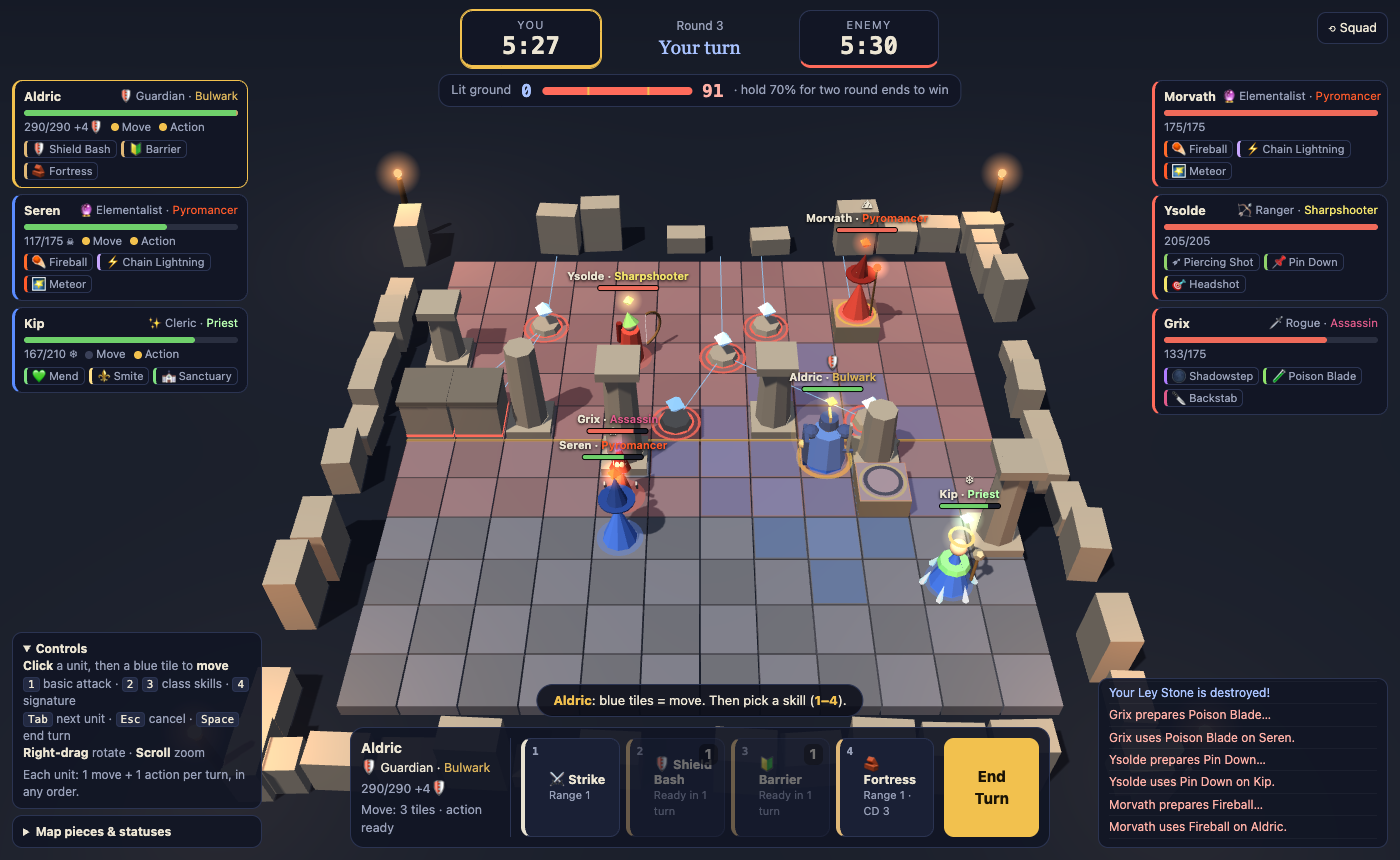 YOU
5:27
Round 3
Your turn
ENEMY
5:30
Squad
Lit ground 0 91 · hold 70% for two round ends to win
Aldric Guardian · Bulwark
290/290 +4 Move Action
Shield Bash Barrier
Fortress
Seren Elementalist · Pyromancer
117/175 Move Action
Fireball Chain Lightning
Meteor
Kip Cleric · Priest
167/210 Move Action
Mend Smite Sanctuary
Morvath Elementalist · Pyromancer
175/175
Fireball Chain Lightning
Meteor
Ysolde Ranger · Sharpshooter
205/205
Piercing Shot Pin Down
Headshot
Grix Rogue · Assassin
133/175
Shadowstep Poison Blade
Backstab
Morvath · Pyromancer
Ysolde · Sharpshooter
Aldric · Bulwark
Grix · Assassin
Seren · Pyromancer
Kip · Priest
▼ Controls
Click a unit, then a blue tile to move
1 basic attack · 2 3 class skills · 4
signature
Tab next unit · Esc cancel · Space
end turn
Right-drag rotate · Scroll zoom
Each unit: 1 move + 1 action per turn, in
any order.
▶ Map pieces & statuses
Aldric: blue tiles = move. Then pick a skill (1–4).
Aldric
Guardian · Bulwark
290/290 +4
Move: 3 tiles · action
ready
1
Strike
Range 1
2
1
Shield
Bash
Ready in 1
turn
3
1
Barrier
Ready in 1
turn
4
Fortress
Range 1 ·
CD 3
End
Turn
Your Ley Stone is destroyed!
Grix prepares Poison Blade...
Grix uses Poison Blade on Seren.
Ysolde prepares Pin Down...
Ysolde uses Pin Down on Kip.
Morvath prepares Fireball...
Morvath uses Fireball on Aldric.